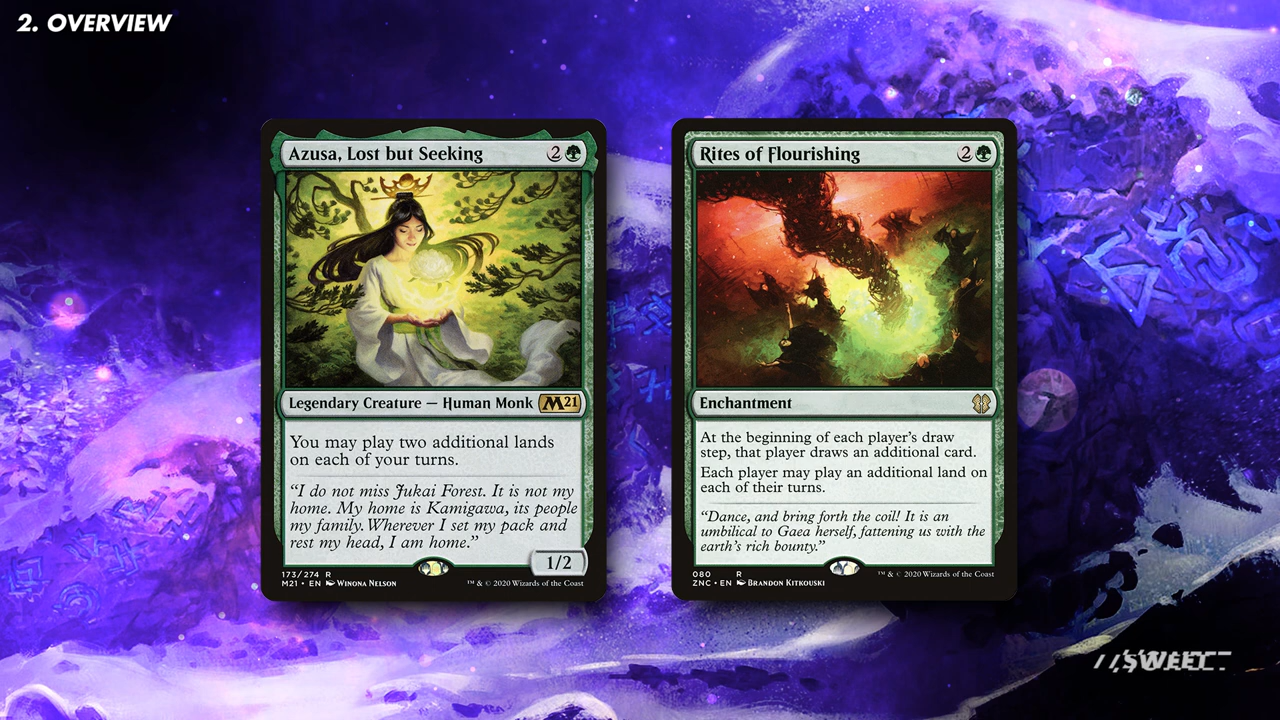 2. OVERVIEW
Azusa, Lost but Seeking 2
Legendary Creature — Human Monk M21
You may play two additional lands
on each of your turns.
“I do not miss Jukai Forest. It is not my
home. My home is Kamigawa, its people
my family. Wherever I set my pack and
rest my head, I am home.”
1/2
173/274 R
M21 • EN Winona Nelson ™ & © 2020 Wizards of the Coast
Rites of Flourishing 2
Enchantment
At the beginning of each player’s draw
step, that player draws an additional card.
Each player may play an additional land on
each of their turns.
“Dance, and bring forth the coil! It is an
umbilical to Gaea herself, fattening us with the
earth’s rich bounty.”
080 R
ZNC • EN Brandon Kitkouski ™ & © 2020 Wizards of the Coast
//SWEET